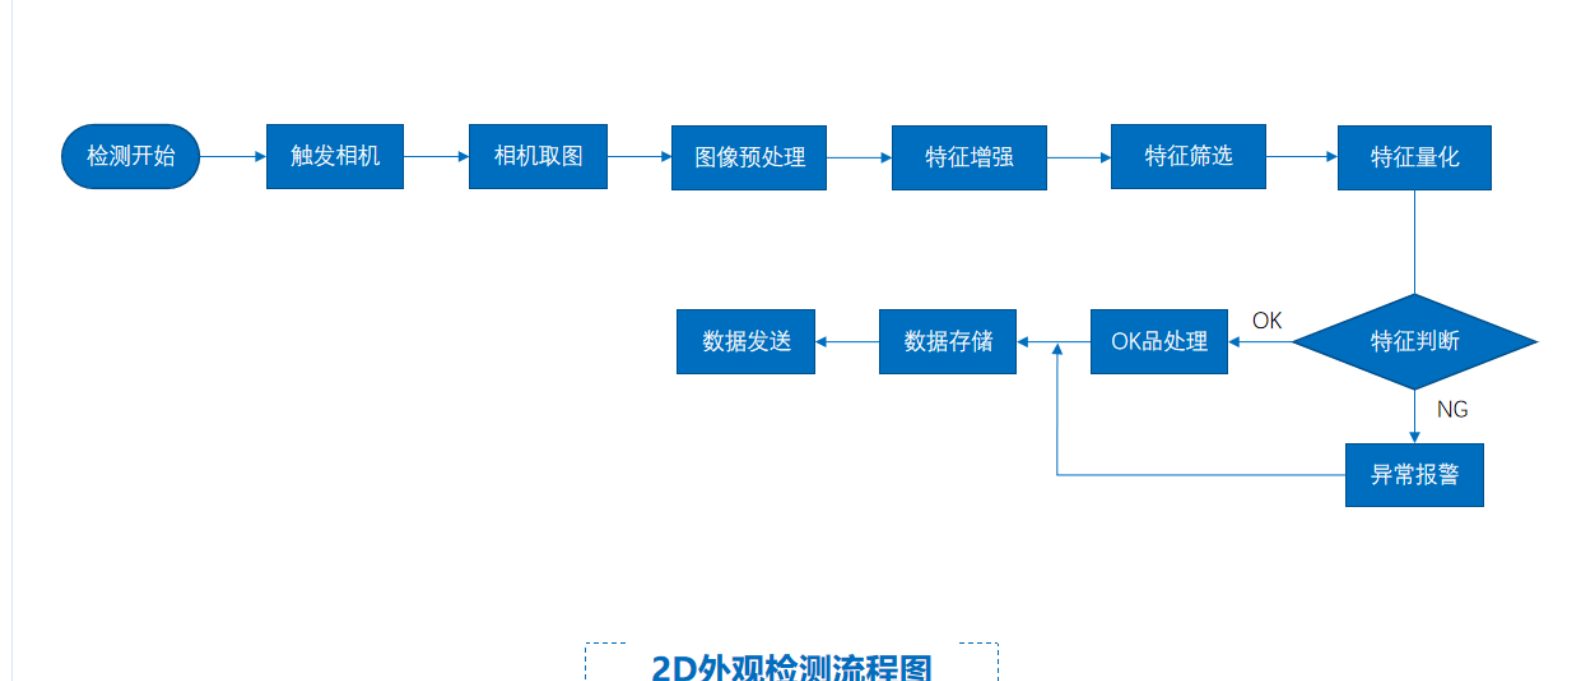 检测开始
触发相机
相机取图
图像预处理
特征增强
特征筛选
特征量化
数据发送
数据存储
OK品处理
OK
特征判断
NG
异常报警
2D外观检测流程图